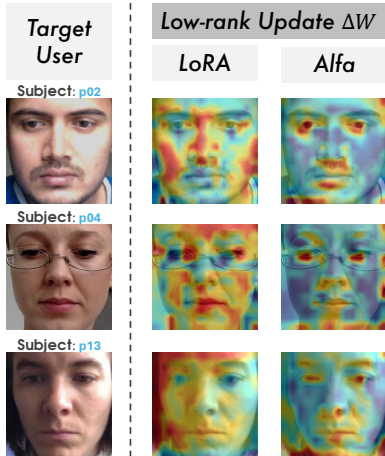 Target
User
Low-rank Update ΔW
LoRA
Alfa
Subject: p02
Subject: p04
Subject: p13